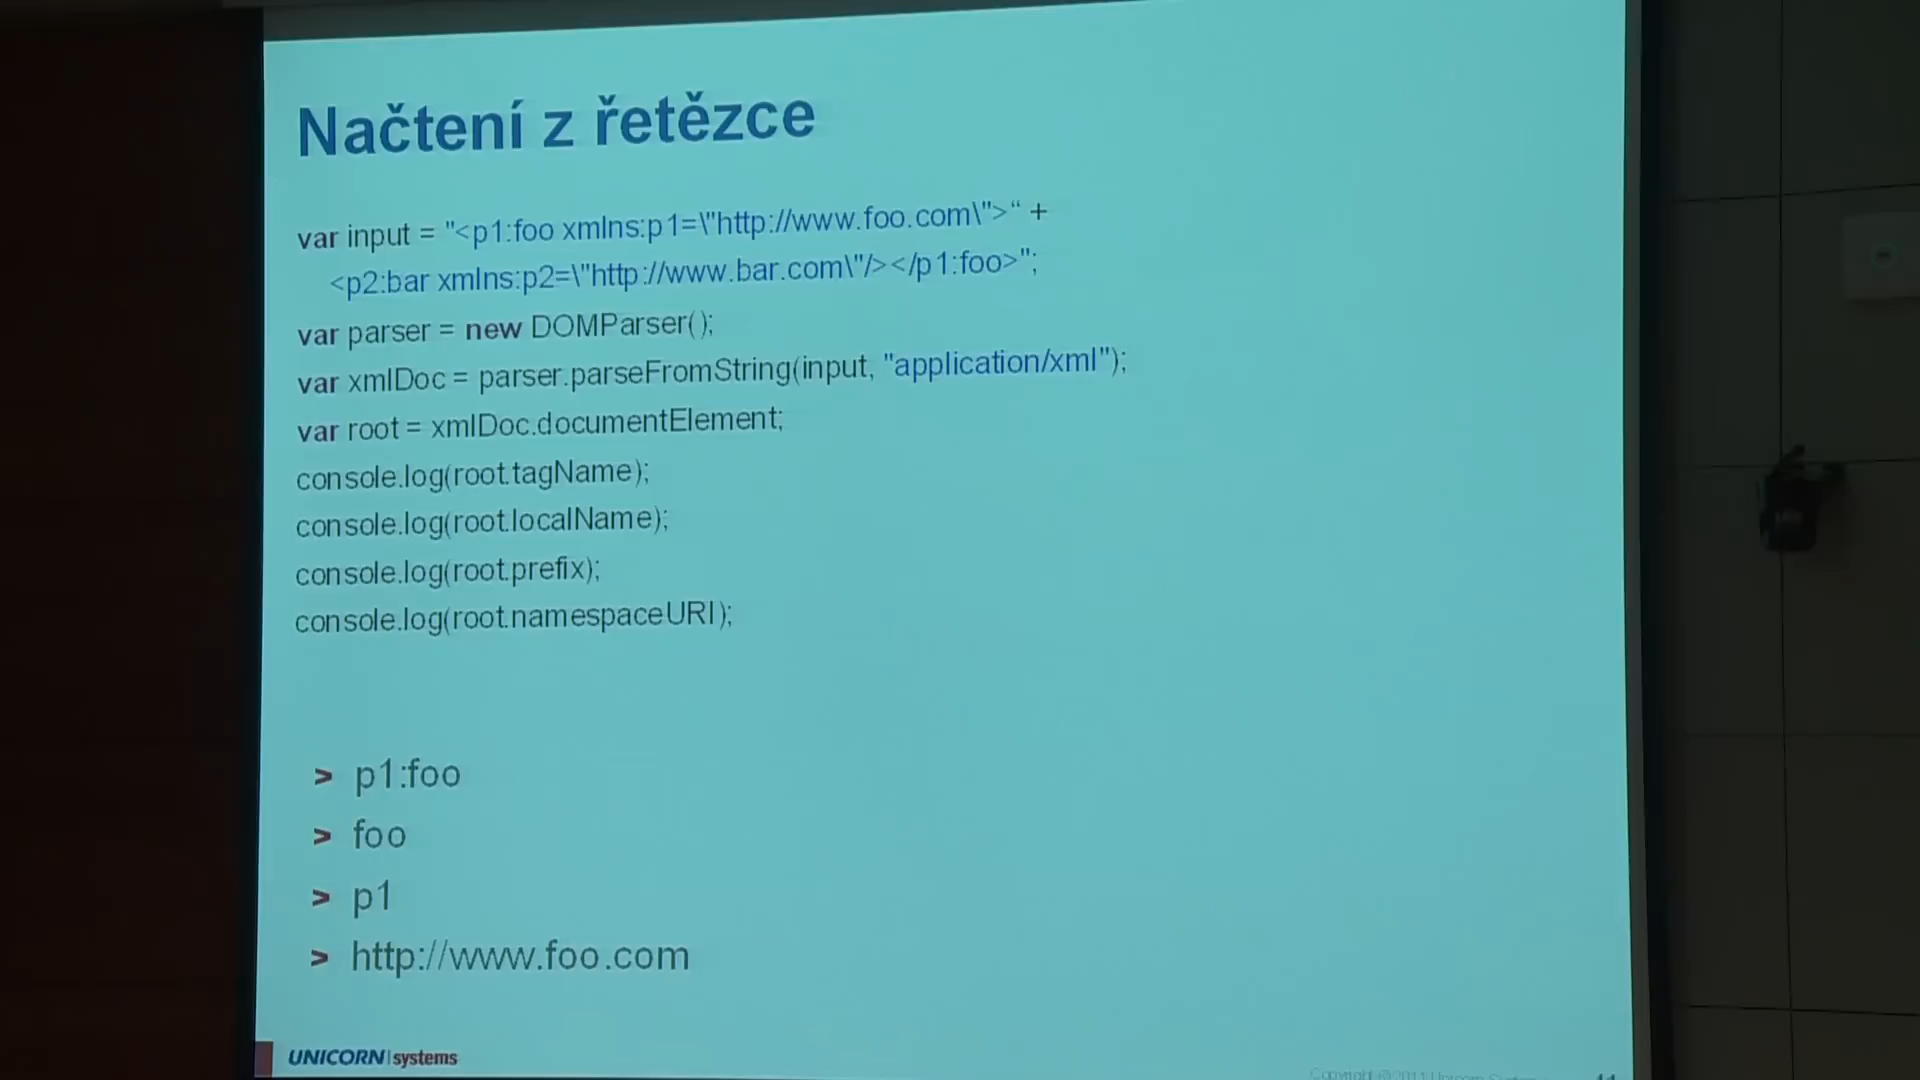 Načtení z řetězce
var input = "<p1:foo xmlns:p1=\"http://www.foo.com\">“ +
<p2:bar xmlns:p2=\"http://www.bar.com\"/></p1:foo>";
var parser = new DOMParser();
var xmlDoc = parser.parseFromString(input, "application/xml");
var root = xmlDoc.documentElement;
console.log(root.tagName);
console.log(root.localName);
console.log(root.prefix);
console.log(root.namespaceURI);
> p1:foo
> foo
> p1
> http://www.foo.com
UNICORN|systems
Copyright © 2011 Unicorn